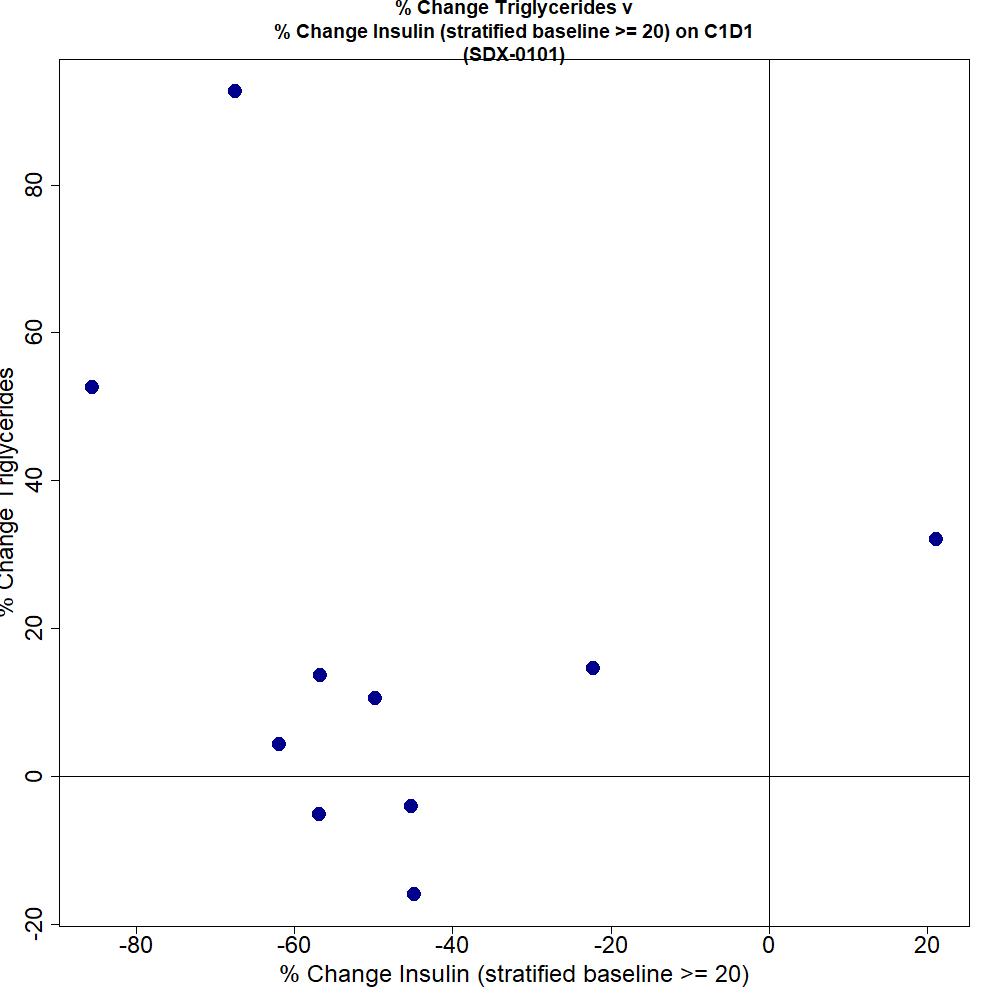 % Change Triglycerides v
% Change Insulin (stratified baseline >= 20) on C1D1
(SDX-0101)
% Change Triglycerides
80
60
40
20
0
-20
-80
-60
-40
-20
0
20
% Change Insulin (stratified baseline >= 20)